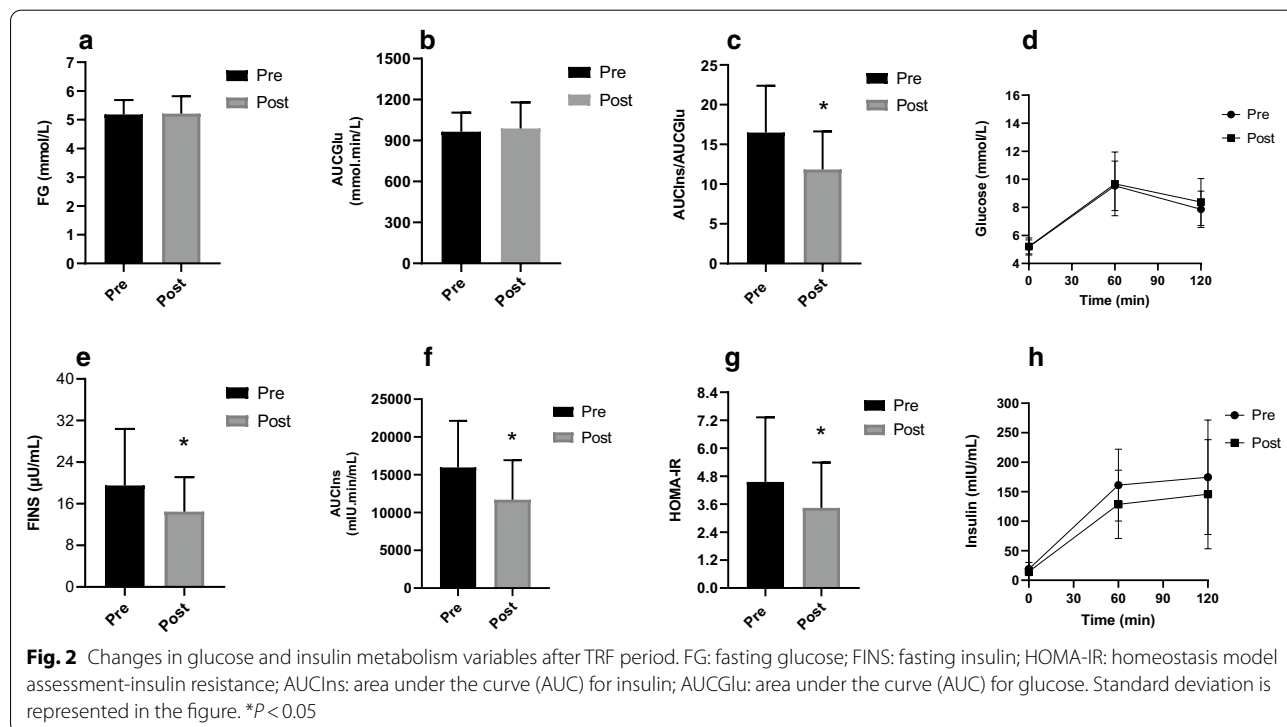 a
7
6
5
4
3
2
1
0
FG (mmol/L)
Pre
Post
Pre
Post
b
1500
1200
900
600
300
0
AUCGlu
(mmol.min/L)
Pre
Post
Pre
Post
c
25
20
15
10
5
0
AUCIns/AUCGlu
*
Pre
Post
Pre
Post
d
16
14
12
10
8
6
4
Glucose (mmol/L)
0 30 60 90 120
Time (min)
Pre
Post
e
40
32
24
16
8
0
FINS (µU/mL)
*
Pre
Post
Pre
Post
f
25000
20000
15000
10000
5000
0
AUCIns
(mIU.min/mL)
*
Pre
Post
Pre
Post
g
8.4
7.2
6.0
4.8
3.6
2.4
1.2
0.0
HOMA-IR
*
Pre
Post
Pre
Post
h
300
250
200
150
100
50
0
Insulin (mIU/mL)
0 30 60 90 120
Time (min)
Pre
Post
Fig. 2 Changes in glucose and insulin metabolism variables after TRF period. FG: fasting glucose; FINS: fasting insulin; HOMA-IR: homeostasis model
assessment-insulin resistance; AUCIns: area under the curve (AUC) for insulin; AUCGlu: area under the curve (AUC) for glucose. Standard deviation is
represented in the figure. *P < 0.05